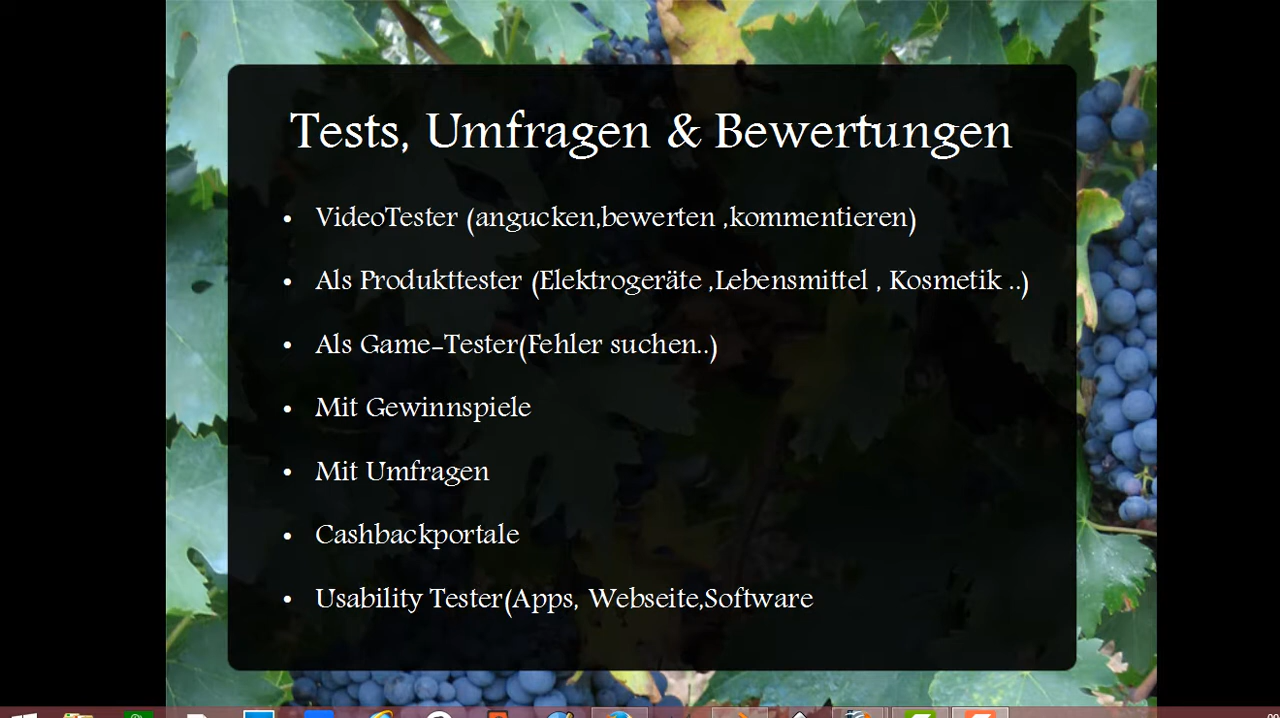 Tests, Umfragen & Bewertungen
• VideoTester (angucken,bewerten ,kommentieren)
• Als Produkttester (Elektrogeräte ,Lebensmittel , Kosmetik ..)
• Als Game-Tester(Fehler suchen..)
• Mit Gewinnspiele
• Mit Umfragen
• Cashbackportale
• Usability Tester(Apps, Webseite,Software